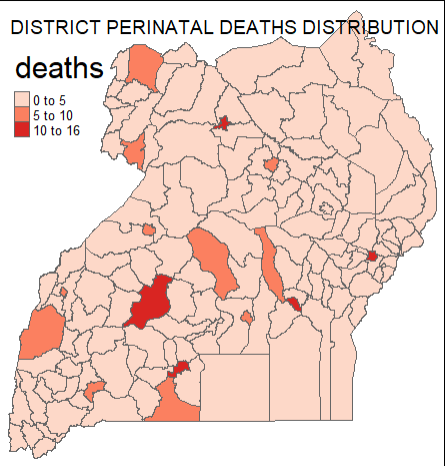 DISTRICT PERINATAL DEATHS DISTRIBUTION
deaths
0 to 5
5 to 10
10 to 16